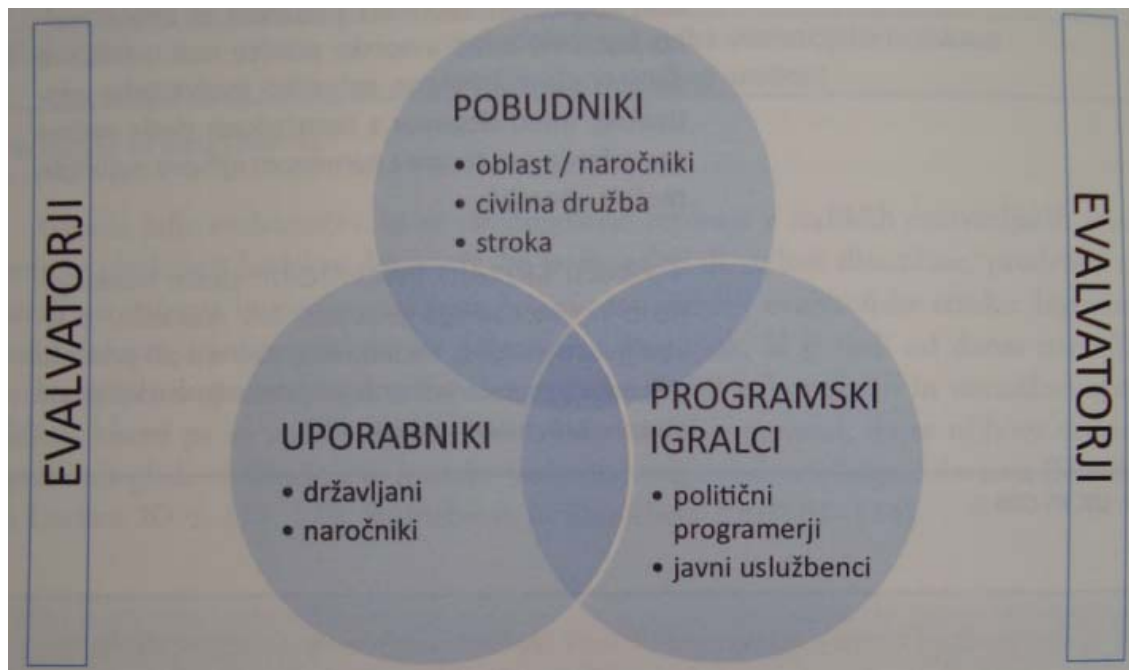 EVALVATORJI
POBUDNIKI
• oblast / naročniki
• civilna družba
• stroka
UPORABNIKI
• državljani
• naročniki
PROGRAMSKI
IGRALCI
• politični
programerji
• javni uslužbenci
EVALVATORJI